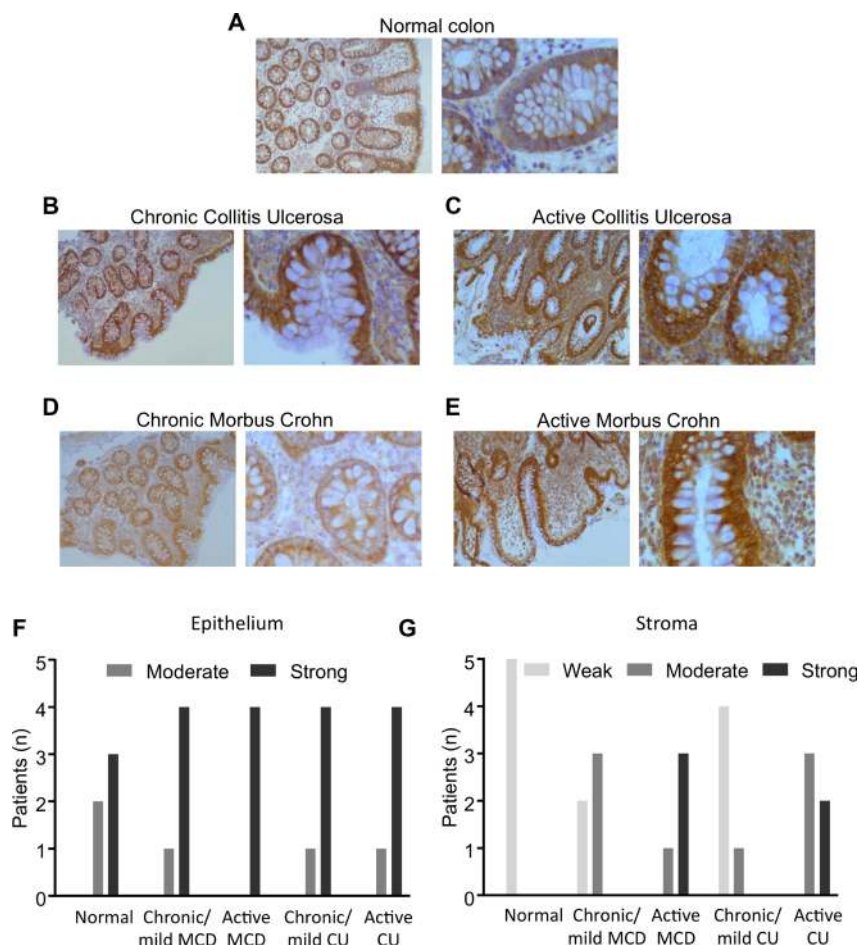 A Normal colon
B Chronic Collitis Ulcerosa
C Active Collitis Ulcerosa
D Chronic Morbus Crohn
E Active Morbus Crohn
F Epithelium
Moderate Strong
Patients (n)
5
4
3
2
1
0
Normal Chronic/ Active Chronic/ Active
mild MCD MCD mild CU CU
G Stroma
Weak Moderate Strong
Patients (n)
5
4
3
2
1
0
Normal Chronic/ Active Chronic/ Active
mild MCD MCD mild CU CU